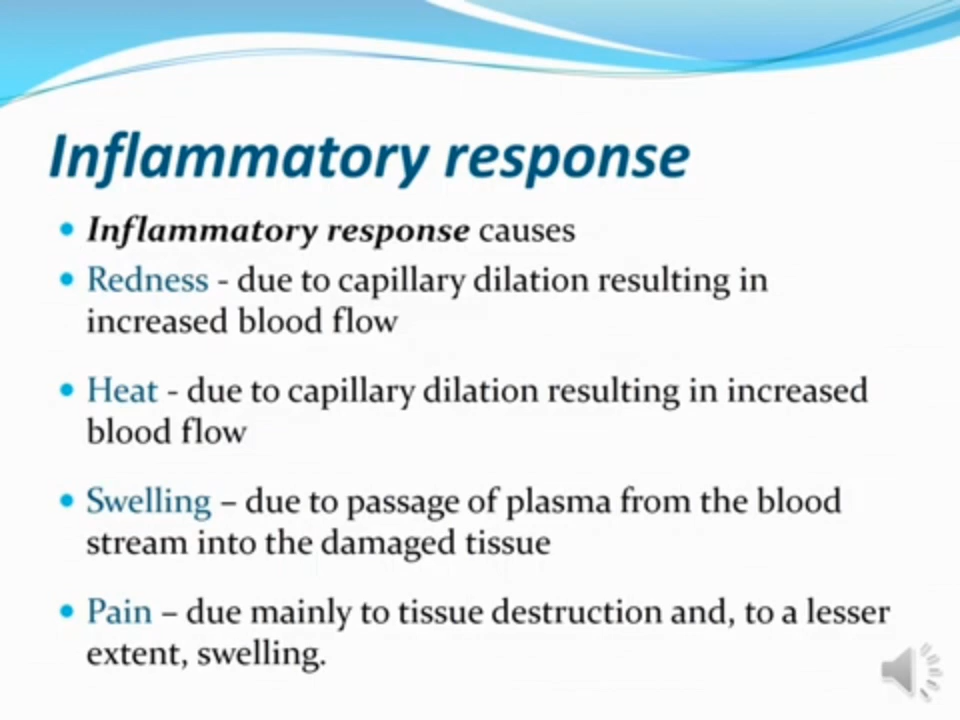 Inflammatory response
Inflammatory response causes
Redness - due to capillary dilation resulting in
increased blood flow
Heat - due to capillary dilation resulting in increased
blood flow
Swelling – due to passage of plasma from the blood
stream into the damaged tissue
Pain – due mainly to tissue destruction and, to a lesser
extent, swelling.